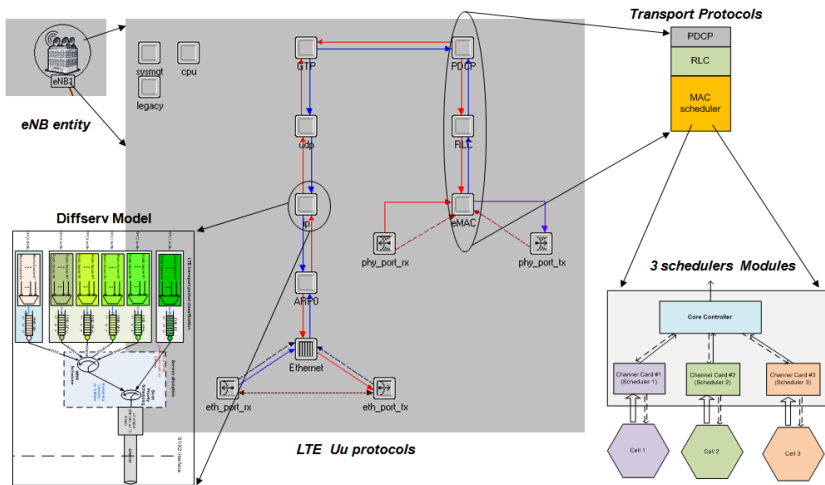 Transport Protocols
PDCP
RLC
MAC
scheduler
eNB1
eNB entity
sysmgt
cpu
legacy
GTP
PDCP
udp
RLC
ip
eMAC
phy_port_rx
phy_port_tx
ARP0
Ethernet
eth_port_rx
eth_port_tx
LTE Uu protocols
Diffserv Model
3 schedulers Modules
Core Controller
Channel Card #1
(Scheduler 1)
Channel Card #2
(Scheduler 2)
Channel Card #3
(Scheduler 3)
Cell 1
Cell 2
Cell 3